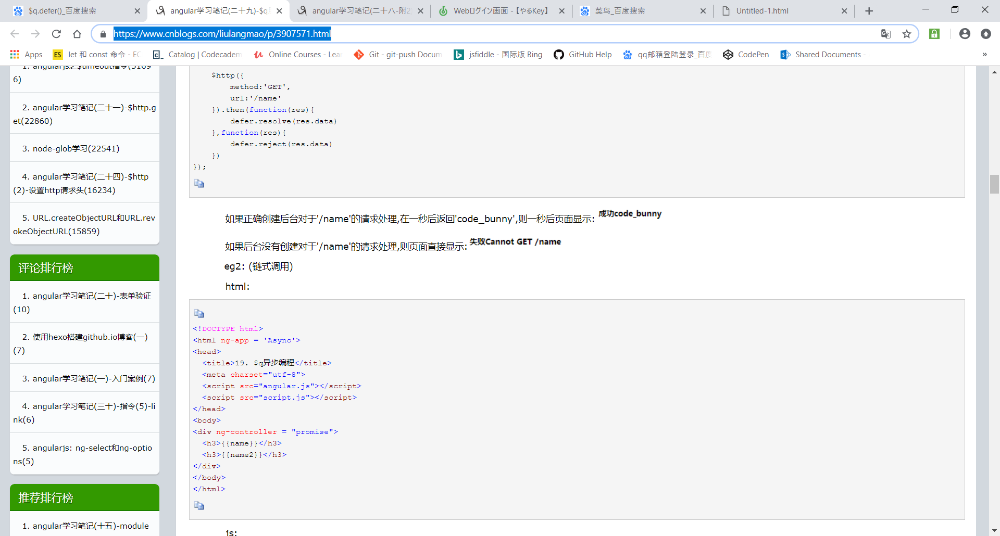 $q.defer()_百度搜索
angular学习笔记(二十九)-$q
angular学习笔记(二十八-附2
Webログイン画面 -【やるKey】
菜鸟_百度搜索
Untitled-1.html
https://www.cnblogs.com/liulangmao/p/3907571.html
Apps
ES
let 和 const 命令 - EC
Catalog | Codecadem
Online Courses - Lear
Git - git-push Docum
jsfiddle - 国际版 Bing
GitHub Help
qq邮箱登陆登录_百度
CodePen
Shared Documents -
»
1. angularjs之$timeout指令(3109
6)
2. angular学习笔记(二十一)-$http.g
et(22860)
3. node-glob学习(22541)
4. angular学习笔记(二十四)-$http
(2)-设置http请求头(16234)
5. URL.createObjectURL和URL.rev
okeObjectURL(15859)
评论排行榜
1. angular学习笔记(二十)-表单验证
(10)
2. 使用hexo搭建github.io博客(一)
(7)
3. angular学习笔记(一)-入门案例(7)
4. angular学习笔记(三十)-指令(5)-li
nk(6)
5. angularjs: ng-select和ng-optio
ns(5)
推荐排行榜
1. angular学习笔记(十五)-module
$http({
method:'GET',
url:'/name'
}).then(function(res){
defer.resolve(res.data)
},function(res){
defer.reject(res.data)
})
});
如果正确创建后台对于'/name'的请求处理,在一秒后返回'code_bunny',则一秒后页面显示: 成功code_bunny
如果后台没有创建对于'/name'的请求处理,则页面直接显示: 失败Cannot GET /name
eg2: (链式调用)
html:
<!DOCTYPE html>
<html ng-app = 'Async'>
<head>
<title>19. $q异步编程</title>
<meta charset="utf-8">
<script src="angular.js"></script>
<script src="script.js"></script>
</head>
<body>
<div ng-controller = "promise">
<h3>{{name}}</h3>
<h3>{{name2}}</h3>
</div>
</body>
</html>
js: